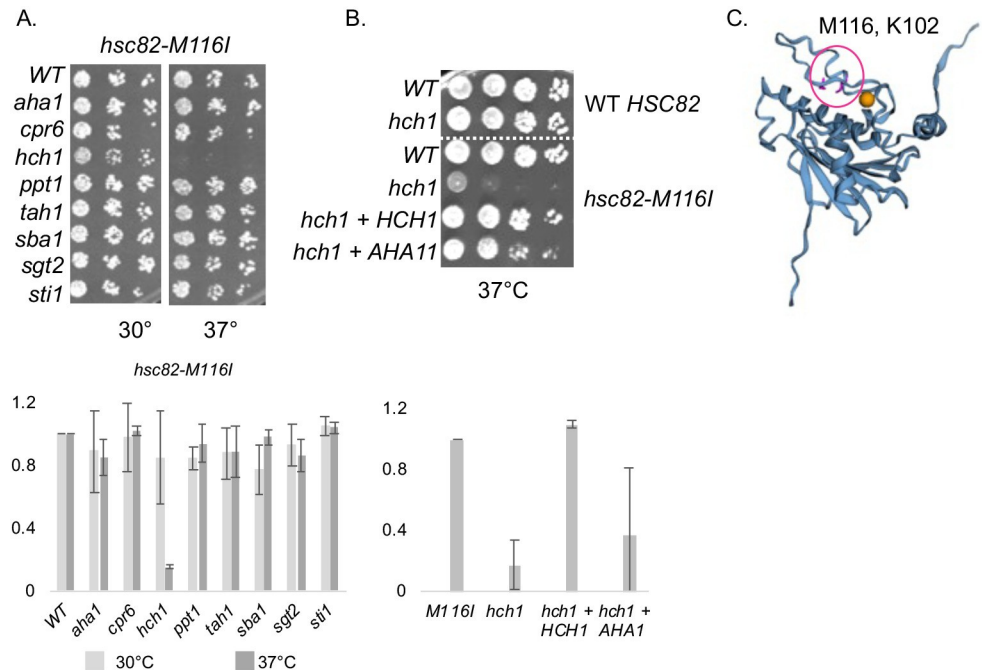 A.
hsc82-M116I
WT
aha1
cpr6
hch1
ppt1
tah1
sba1
sgt2
sti1
30° 37°
B.
WT
hch1
WT HSC82
WT
hch1
hch1 + HCH1
hch1 + AHA11
hsc82-M116I
37°C
C.
M116, K102
hsc82-M116I
1.2
0.8
0.4
0
WT aha1 cpr6 hch1 ppt1 tah1 sba1 sgt2 sti1
30°C 37°C
1.2
0.8
0.4
0
M116I hch1 hch1 + hch1 +
HCH1 AHA1